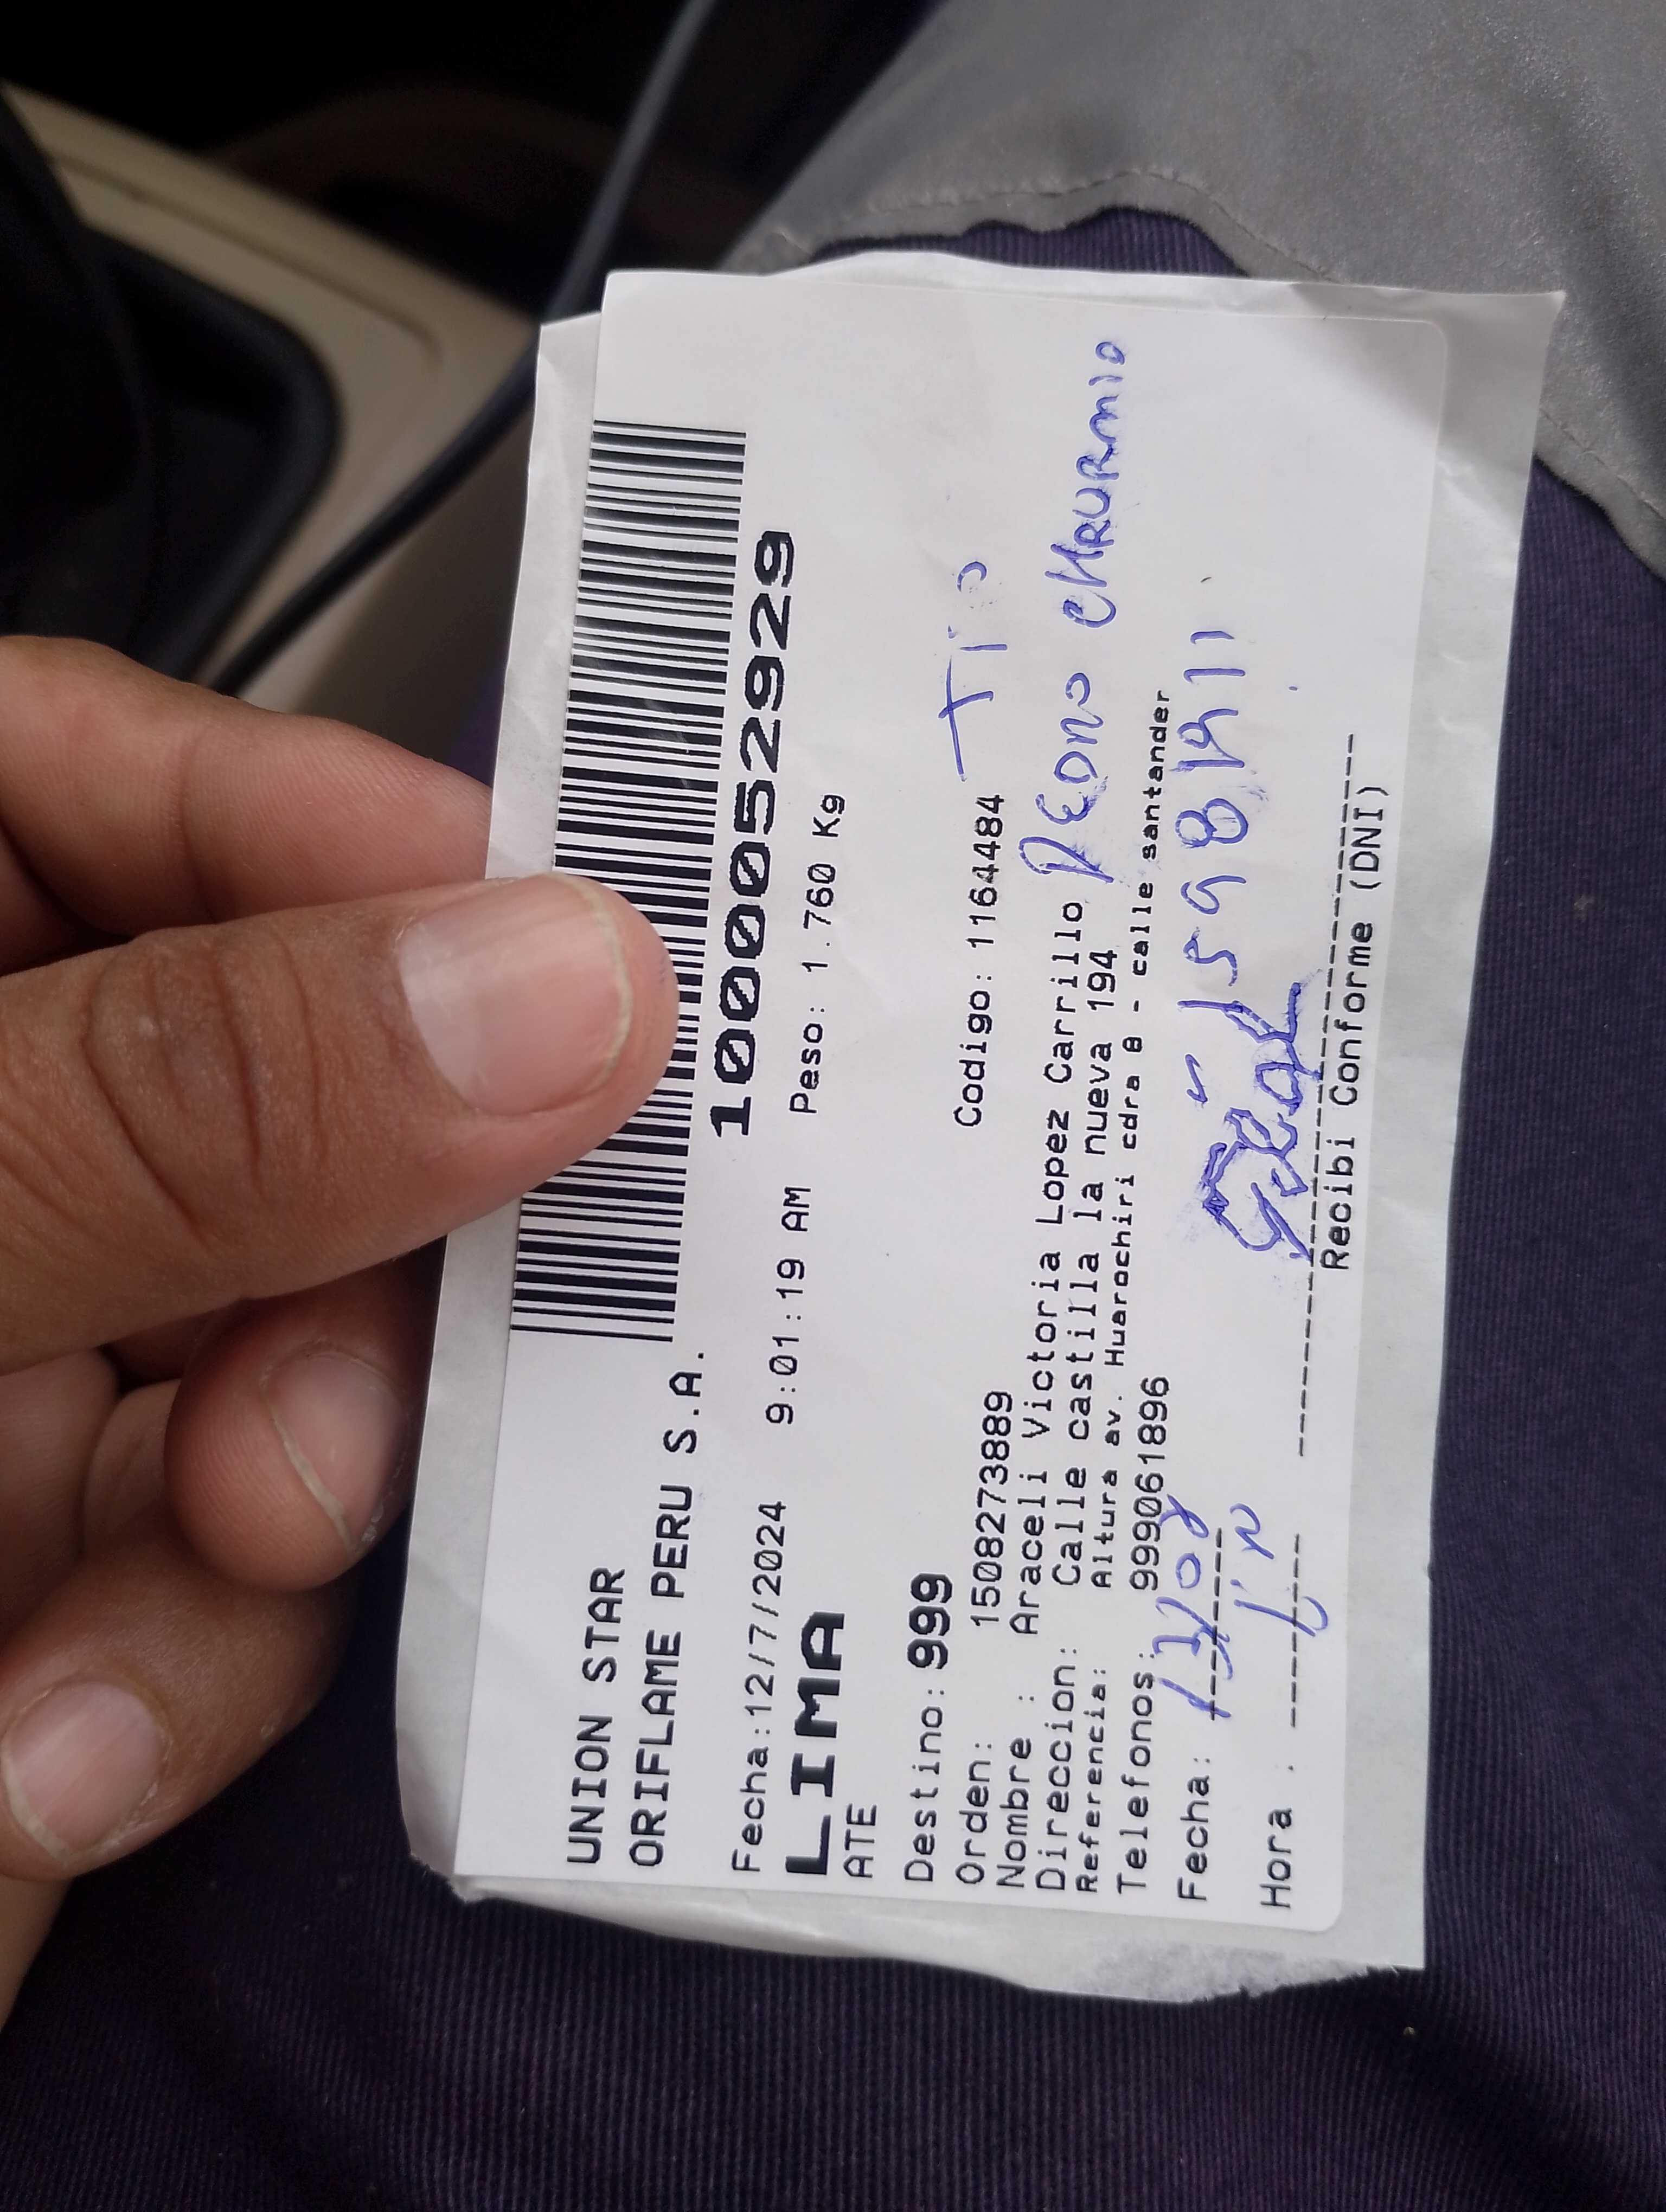 UNION STAR
ORIFLAME PERU S.A.
10005292929
Fecha:12/7/2024 9:01:19 AM Peso: 1.760 Kg
LIMA
ATE
Destino: 999
Orden: 1508273889 Codigo: 1164484 Tio
Nombre : Araceli Victoria Lopez Carrillo
Direccion: Calle castilla la nueva 194
Referencia: Altura av. Huarochiri cdra 8 - calle santander
Telefonos: 999061896
Fecha:
Hora :
Recibi Conforme (DNI)